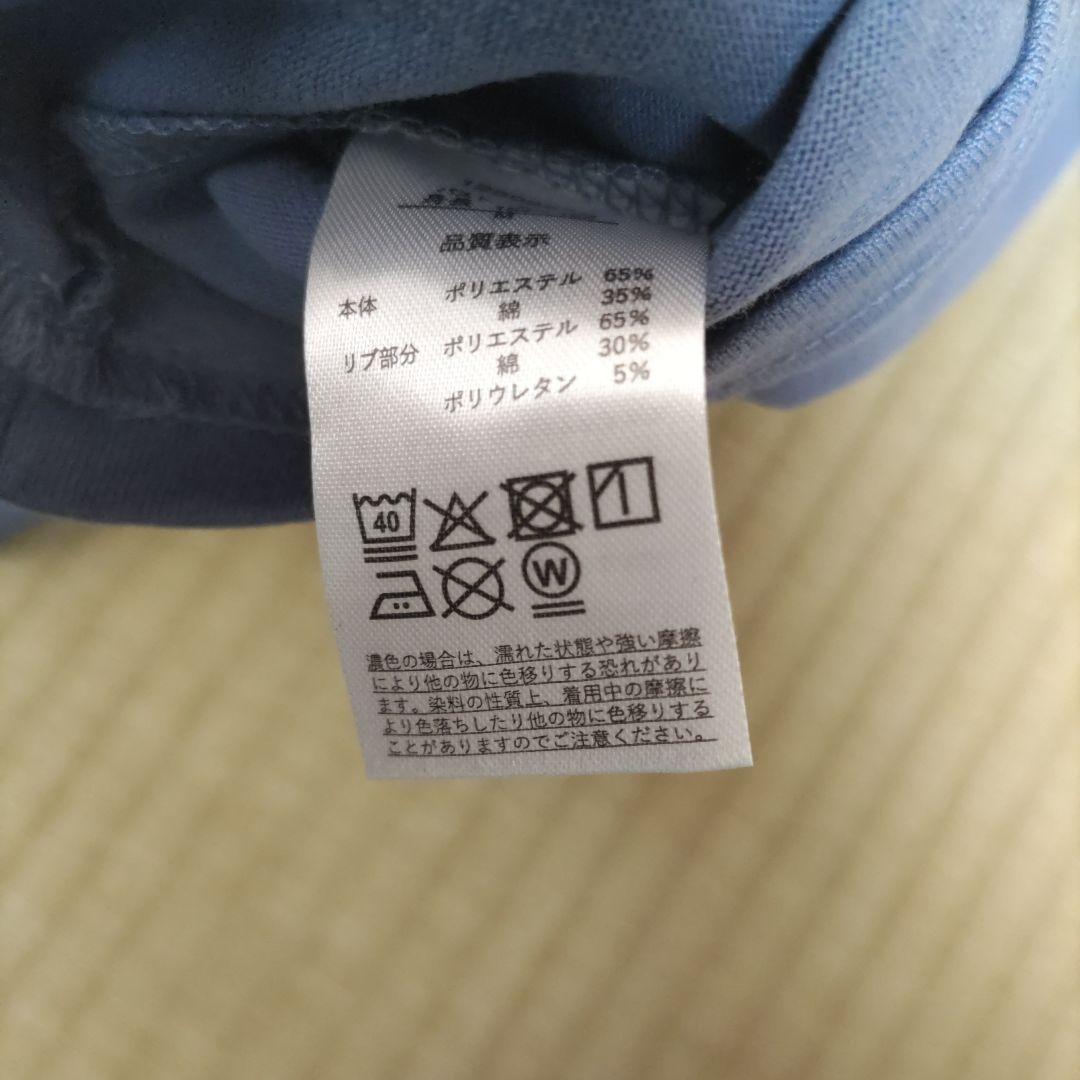 品質表示
本体 ポリエステル 65%
綿 35%
リブ部分 ポリエステル 65%
綿 30%
ポリウレタン 5%
40
W
濃色の場合は、濡れた状態や強い摩擦
により他の物に色移りする恐れがあり
ます。染料の性質上、着用中の摩擦に
より色落ちしたり他の物に色移りする
ことがありますのでご注意ください。